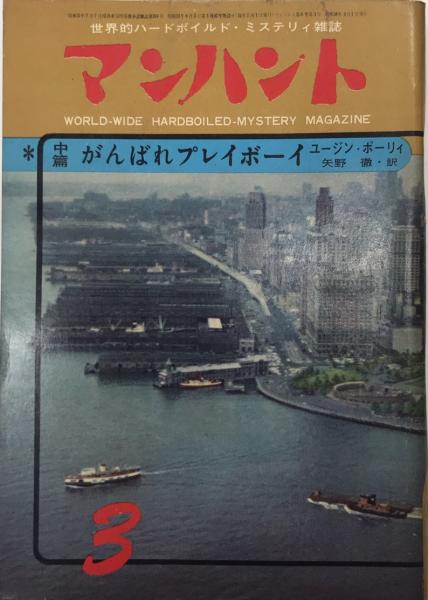 世界的ハードボイルド・ミステリィ雑誌
マンハント
WORLD-WIDE HARDBOILED-MYSTERY MAGAZINE
*中篇 がんばれプレイボーイ ユージン・ポーリィ
矢野 徹・訳
3